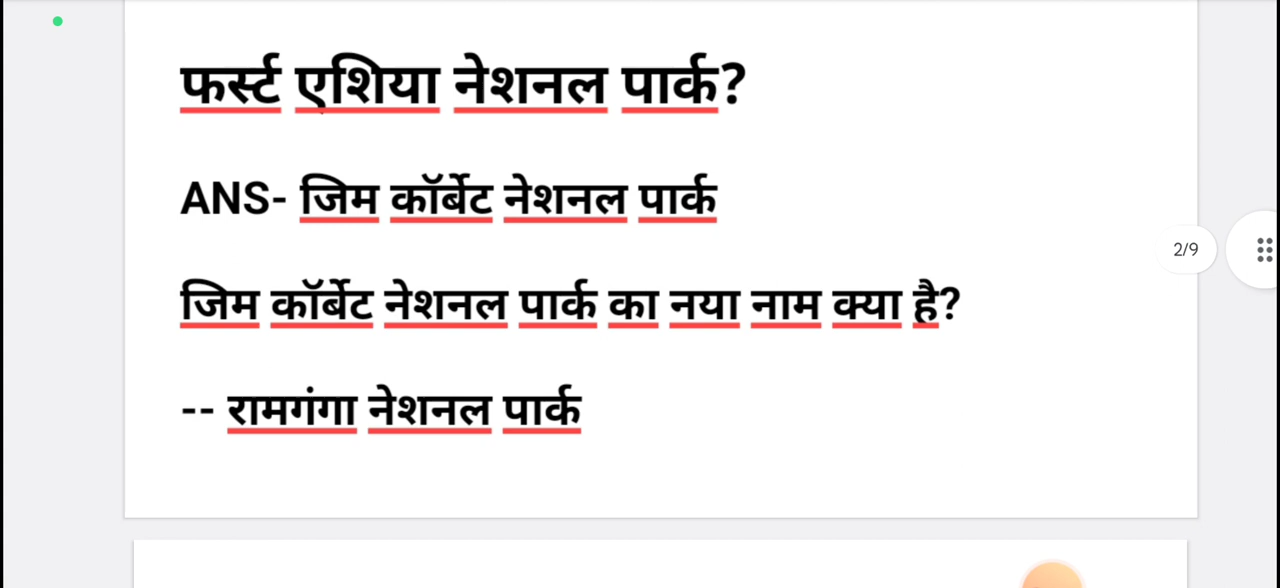 फर्स्ट एशिया नेशनल पार्क?
ANS- जिम कॉर्बेट नेशनल पार्क
2/9
जिम कॉर्बेट नेशनल पार्क का नया नाम क्या है?
-- रामगंगा नेशनल पार्क